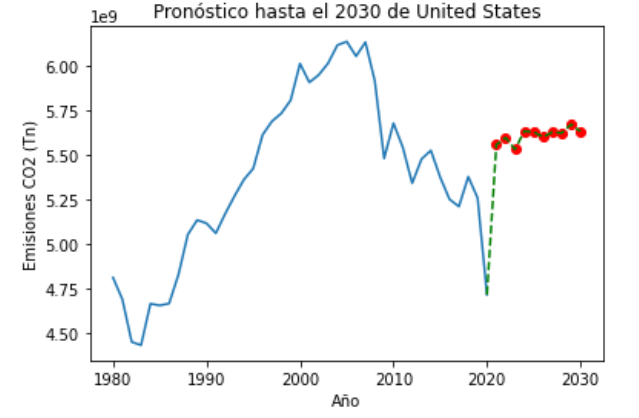 Pronóstico hasta el 2030 de United States
1e9
6.00
5.75
5.50
5.25
5.00
4.75
4.50
Emisiones CO2 (Tn)
1980 1990 2000 2010 2020 2030
Año